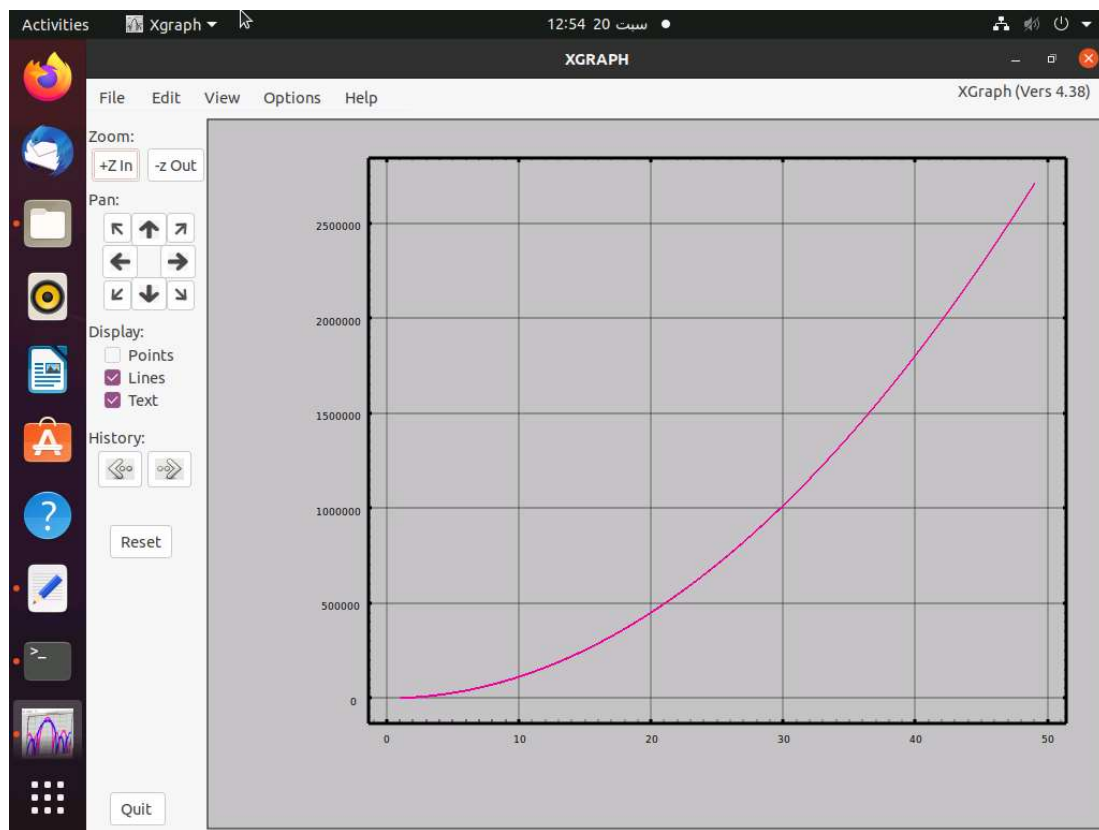 Activities Xgraph 12:54 20 سبت
XGRAPH
File Edit View Options Help XGraph (Vers 4.38)
Zoom:
+Z In -z Out
Pan:
Display:
Points
Lines
Text
History:
Reset
Quit
2500000
2000000
1500000
1000000
500000
0
0 10 20 30 40 50